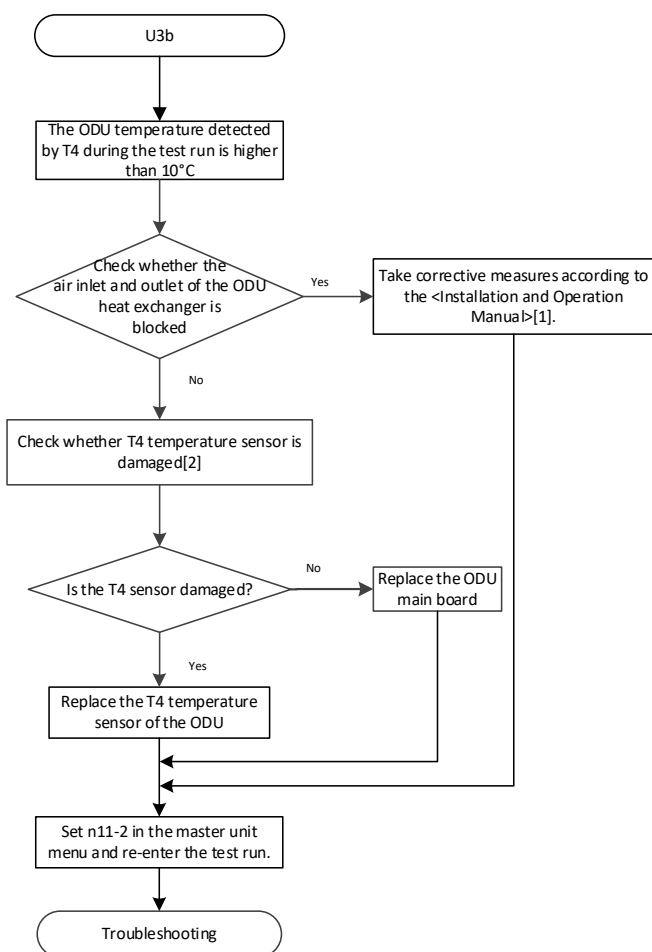 U3b
The ODU temperature detected
by T4 during the test run is higher
than 10°C
Check whether the
air inlet and outlet of the ODU
heat exchanger is
blocked
Yes
Take corrective measures according to
the <Installation and Operation
Manual>[1].
No
Check whether T4 temperature sensor is
damaged[2]
Is the T4 sensor damaged?
No
Replace the ODU
main board
Yes
Replace the T4 temperature
sensor of the ODU
Set n11-2 in the master unit
menu and re-enter the test run.
Troubleshooting